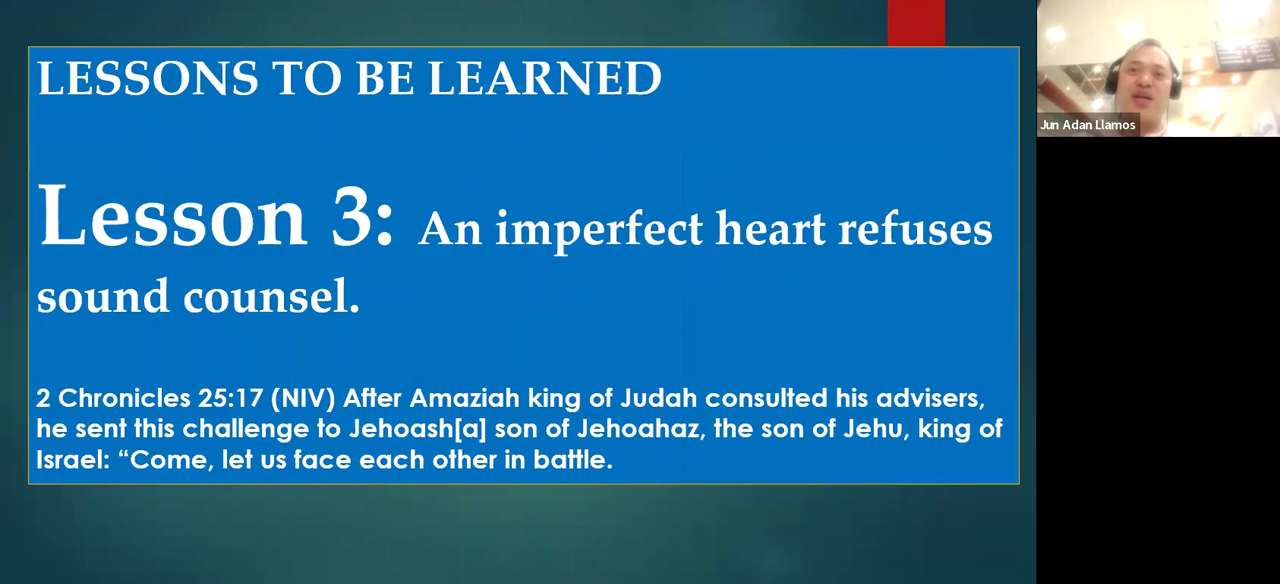 LESSONS TO BE LEARNED
Lesson 3: An imperfect heart refuses
sound counsel.
2 Chronicles 25:17 (NIV) After Amaziah king of Judah consulted his advisers,
he sent this challenge to Jehoash[a] son of Jehoahaz, the son of Jehu, king of
Israel: “Come, let us face each other in battle.
Jun Adan Llamos